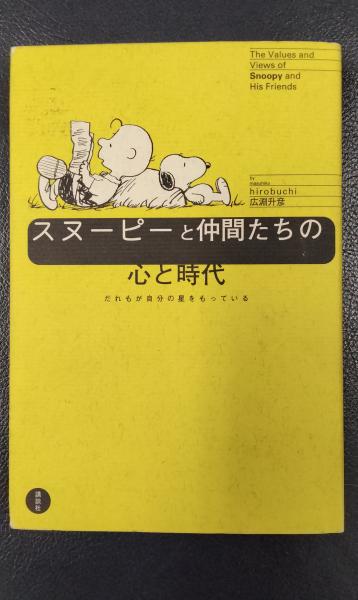 The Values and
Views of
Snoopy and
His Friends
by
masuhiko
hirobuchi
広淵升彦
スヌーピーと仲間たちの
心と時代
だれもが自分の星をもっている
講談社